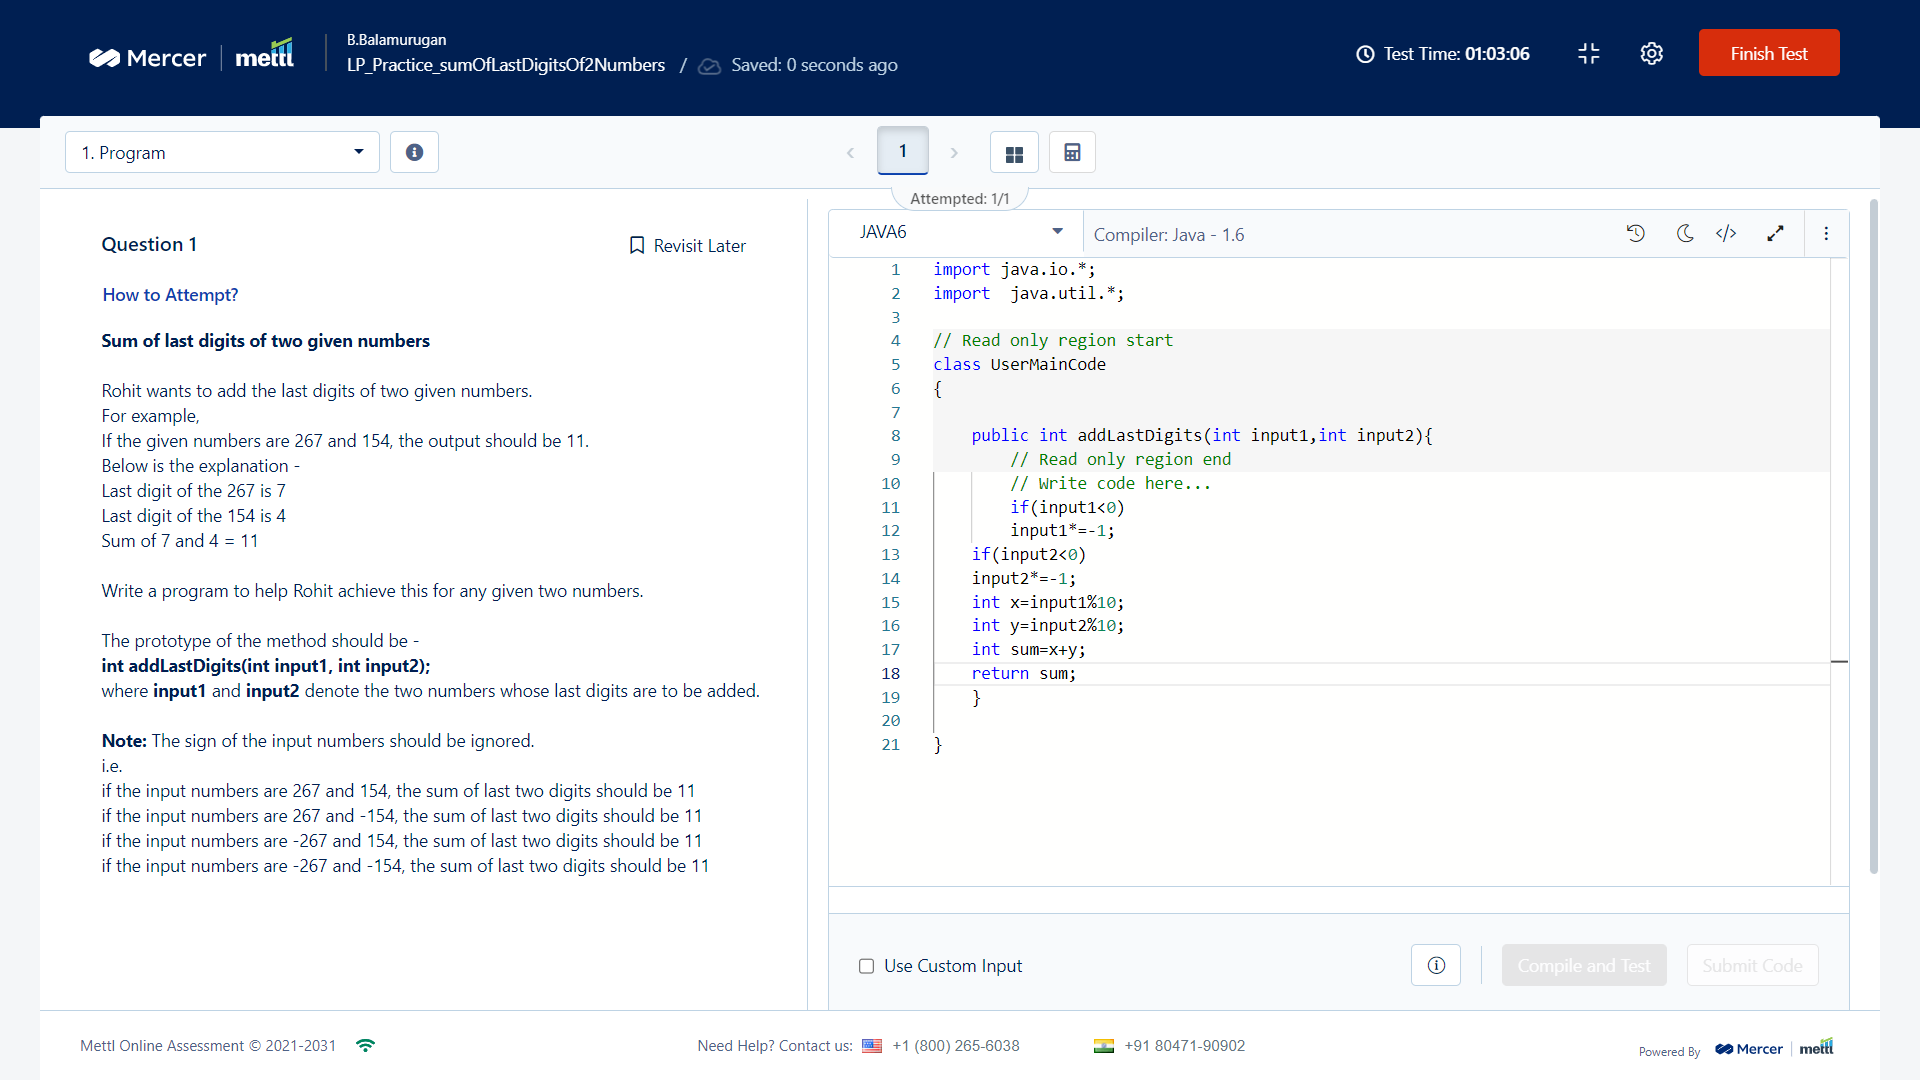 Mercer
mettl
B.Balamurugan
LP_Practice_sumOfLastDigitsOf2Numbers / Saved: 0 seconds ago
Test Time: 01:03:06
Finish Test
1. Program
1
Attempted: 1/1
Question 1
Revisit Later
How to Attempt?
Sum of last digits of two given numbers
Rohit wants to add the last digits of two given numbers.
For example,
If the given numbers are 267 and 154, the output should be 11.
Below is the explanation -
Last digit of the 267 is 7
Last digit of the 154 is 4
Sum of 7 and 4 = 11
Write a program to help Rohit achieve this for any given two numbers.
The prototype of the method should be -
int addLastDigits(int input1, int input2);
where input1 and input2 denote the two numbers whose last digits are to be added.
Note: The sign of the input numbers should be ignored.
i.e.
if the input numbers are 267 and 154, the sum of last two digits should be 11
if the input numbers are 267 and -154, the sum of last two digits should be 11
if the input numbers are -267 and 154, the sum of last two digits should be 11
if the input numbers are -267 and -154, the sum of last two digits should be 11
JAVA6
Compiler: Java - 1.6
1 import java.io.*;
2 import  java.util.*;
3
4 // Read only region start
5 class UserMainCode
6 {
7
8     public int addLastDigits(int input1,int input2){
9         // Read only region end
10         // Write code here...
11         if(input1<0)
12         input1*=-1;
13     if(input2<0)
14     input2*=-1;
15     int x=input1%10;
16     int y=input2%10;
17     int sum=x+y;
18     return sum;
19     }
20
21 }
Use Custom Input
Compile and Test
Submit Code
Mettl Online Assessment © 2021-2031
Need Help? Contact us: +1 (800) 265-6038
+91 80471-90902
Powered By Mercer mettl